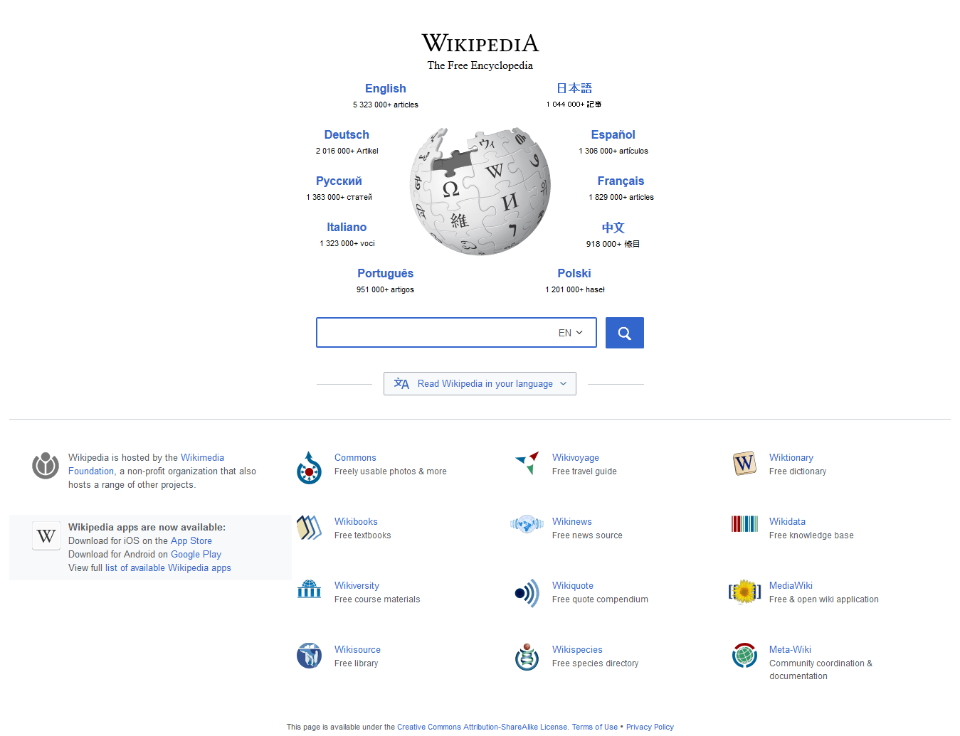 WIKIPEDIA
The Free Encyclopedia
English
5 323 000+ articles
日本語
1 044 000+ 記事
Deutsch
2 016 000+ Artikel
Español
1 306 000+ artículos
Русский
1 363 000+ статей
Français
1 829 000+ articles
Italiano
1 323 000+ voci
中文
918 000+ 條目
Português
951 000+ artigos
Polski
1 201 000+ haseł
Ω
W
И
維
ウィ
7
EN
文A Read Wikipedia in your language
Wikipedia is hosted by the Wikimedia
Foundation, a non-profit organization that also
hosts a range of other projects.
W
Wikipedia apps are now available:
Download for iOS on the App Store
Download for Android on Google Play
View full list of available Wikipedia apps
Commons
Freely usable photos & more
Wikivoyage
Free travel guide
W
Wiktionary
Free dictionary
Wikibooks
Free textbooks
Wikinews
Free news source
Wikidata
Free knowledge base
Wikiversity
Free course materials
Wikiquote
Free quote compendium
MediaWiki
Free & open wiki application
Wikisource
Free library
Wikispecies
Free species directory
Meta-Wiki
Community coordination &
documentation
This page is available under the Creative Commons Attribution-ShareAlike License. Terms of Use • Privacy Policy